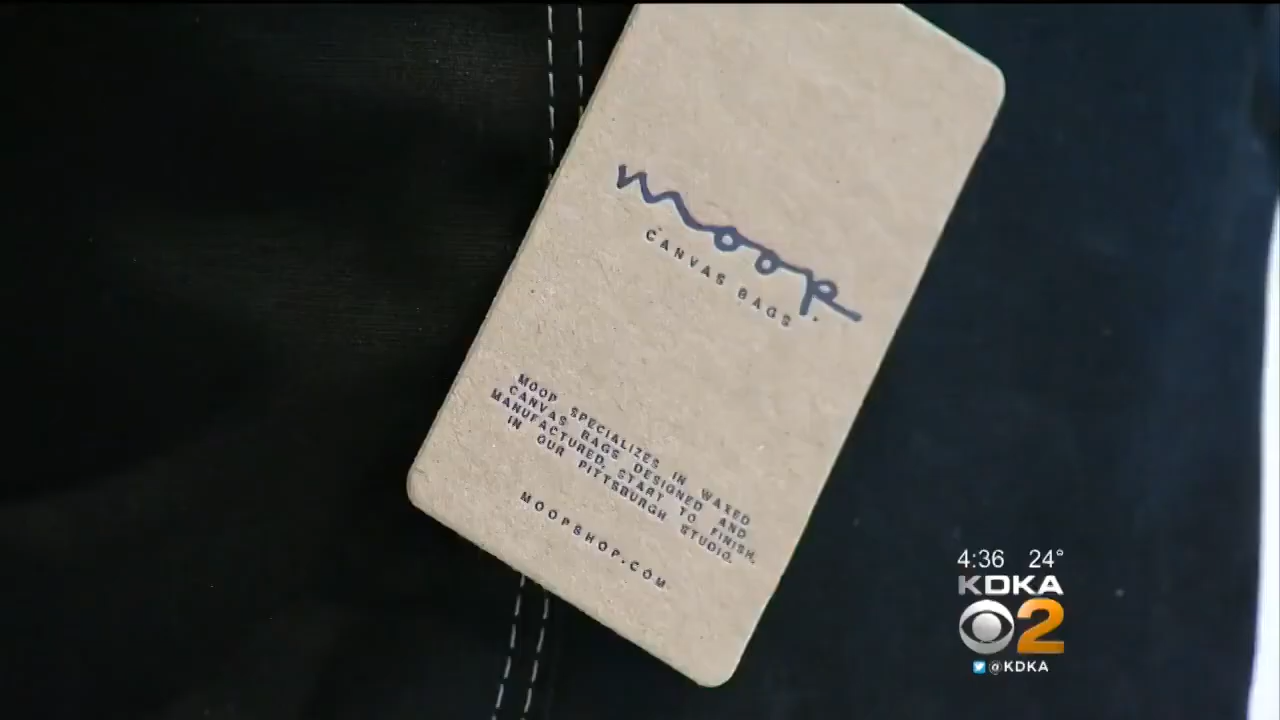 moop
CANVAS BAGS
MOOP SPECIALIZES IN WAXED
CANVAS BAGS DESIGNED AND
MANUFACTURED, START TO FINISH,
IN OUR PITTSBURGH STUDIO.
MOOPSHOP.COM
4:36 24°
KDKA
2
@KDKA